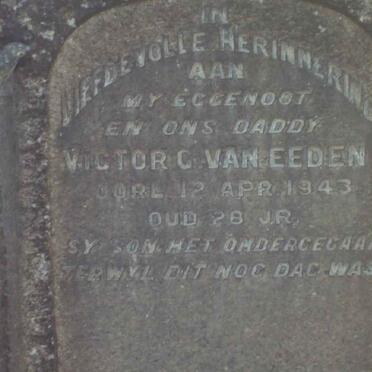 IN
LIEFDEVOLLE HERINNERING
AAN
MY EGGENOOT
EN ONS DADDY
VICTOR G. VAN EEDEN
OORL. 12 APR. 1943
OUD 28 JR.
SY SON HET ONDERGEGAAN
TERWYL DIT NOG DAG WAS